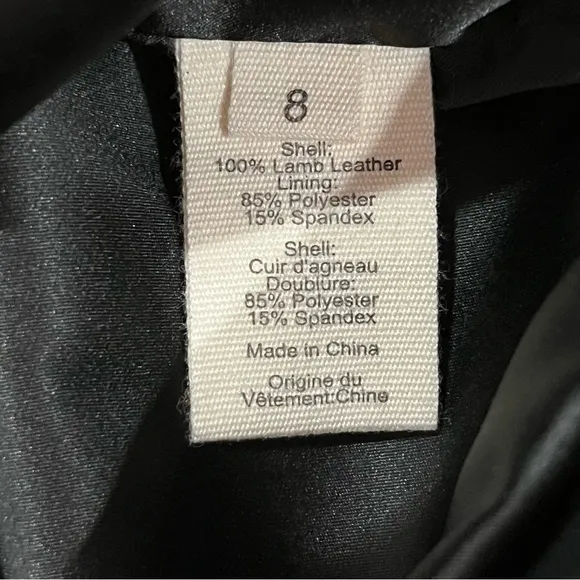 8
Shell:
100% Lamb Leather
Lining:
85% Polyester
15% Spandex
Shell:
Cuir d'agneau
Doublure:
85% Polyester
15% Spandex
Made in China
Origine du
Vêtement:Chine